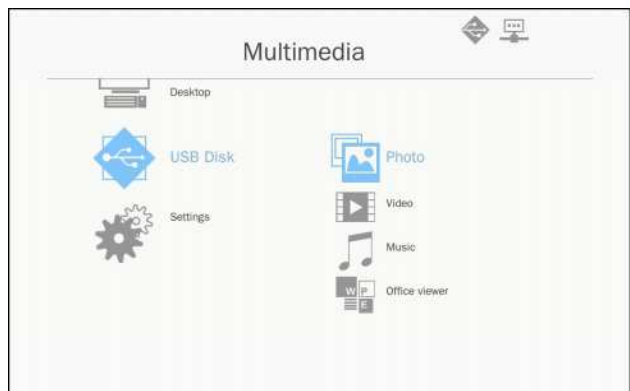 Multimedia
Desktop
USB Disk
Photo
Settings
Video
Music
W P
E
Office viewer